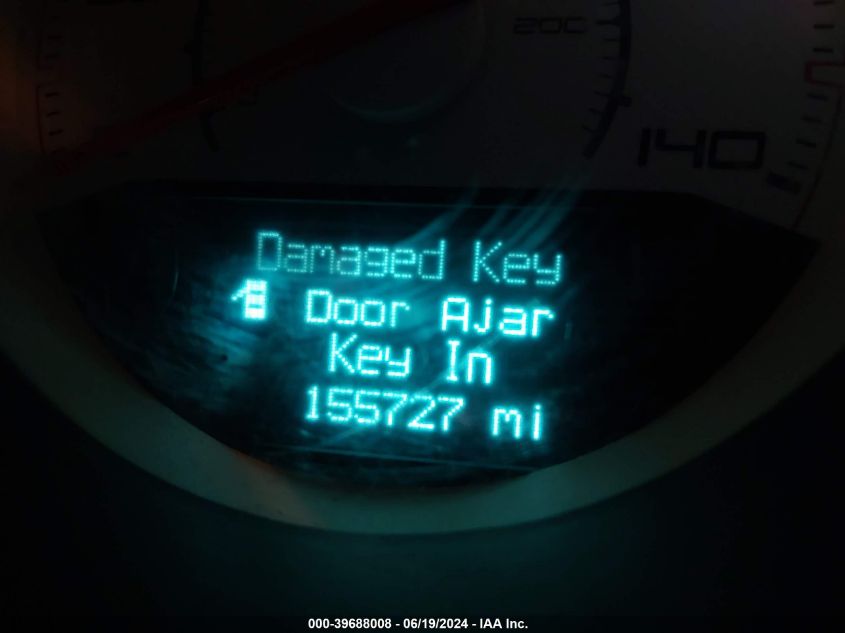 200
140
Damaged Key
Door Ajar
Key In
155727 mi
000-39688008 - 06/19/2024 - IAA Inc.